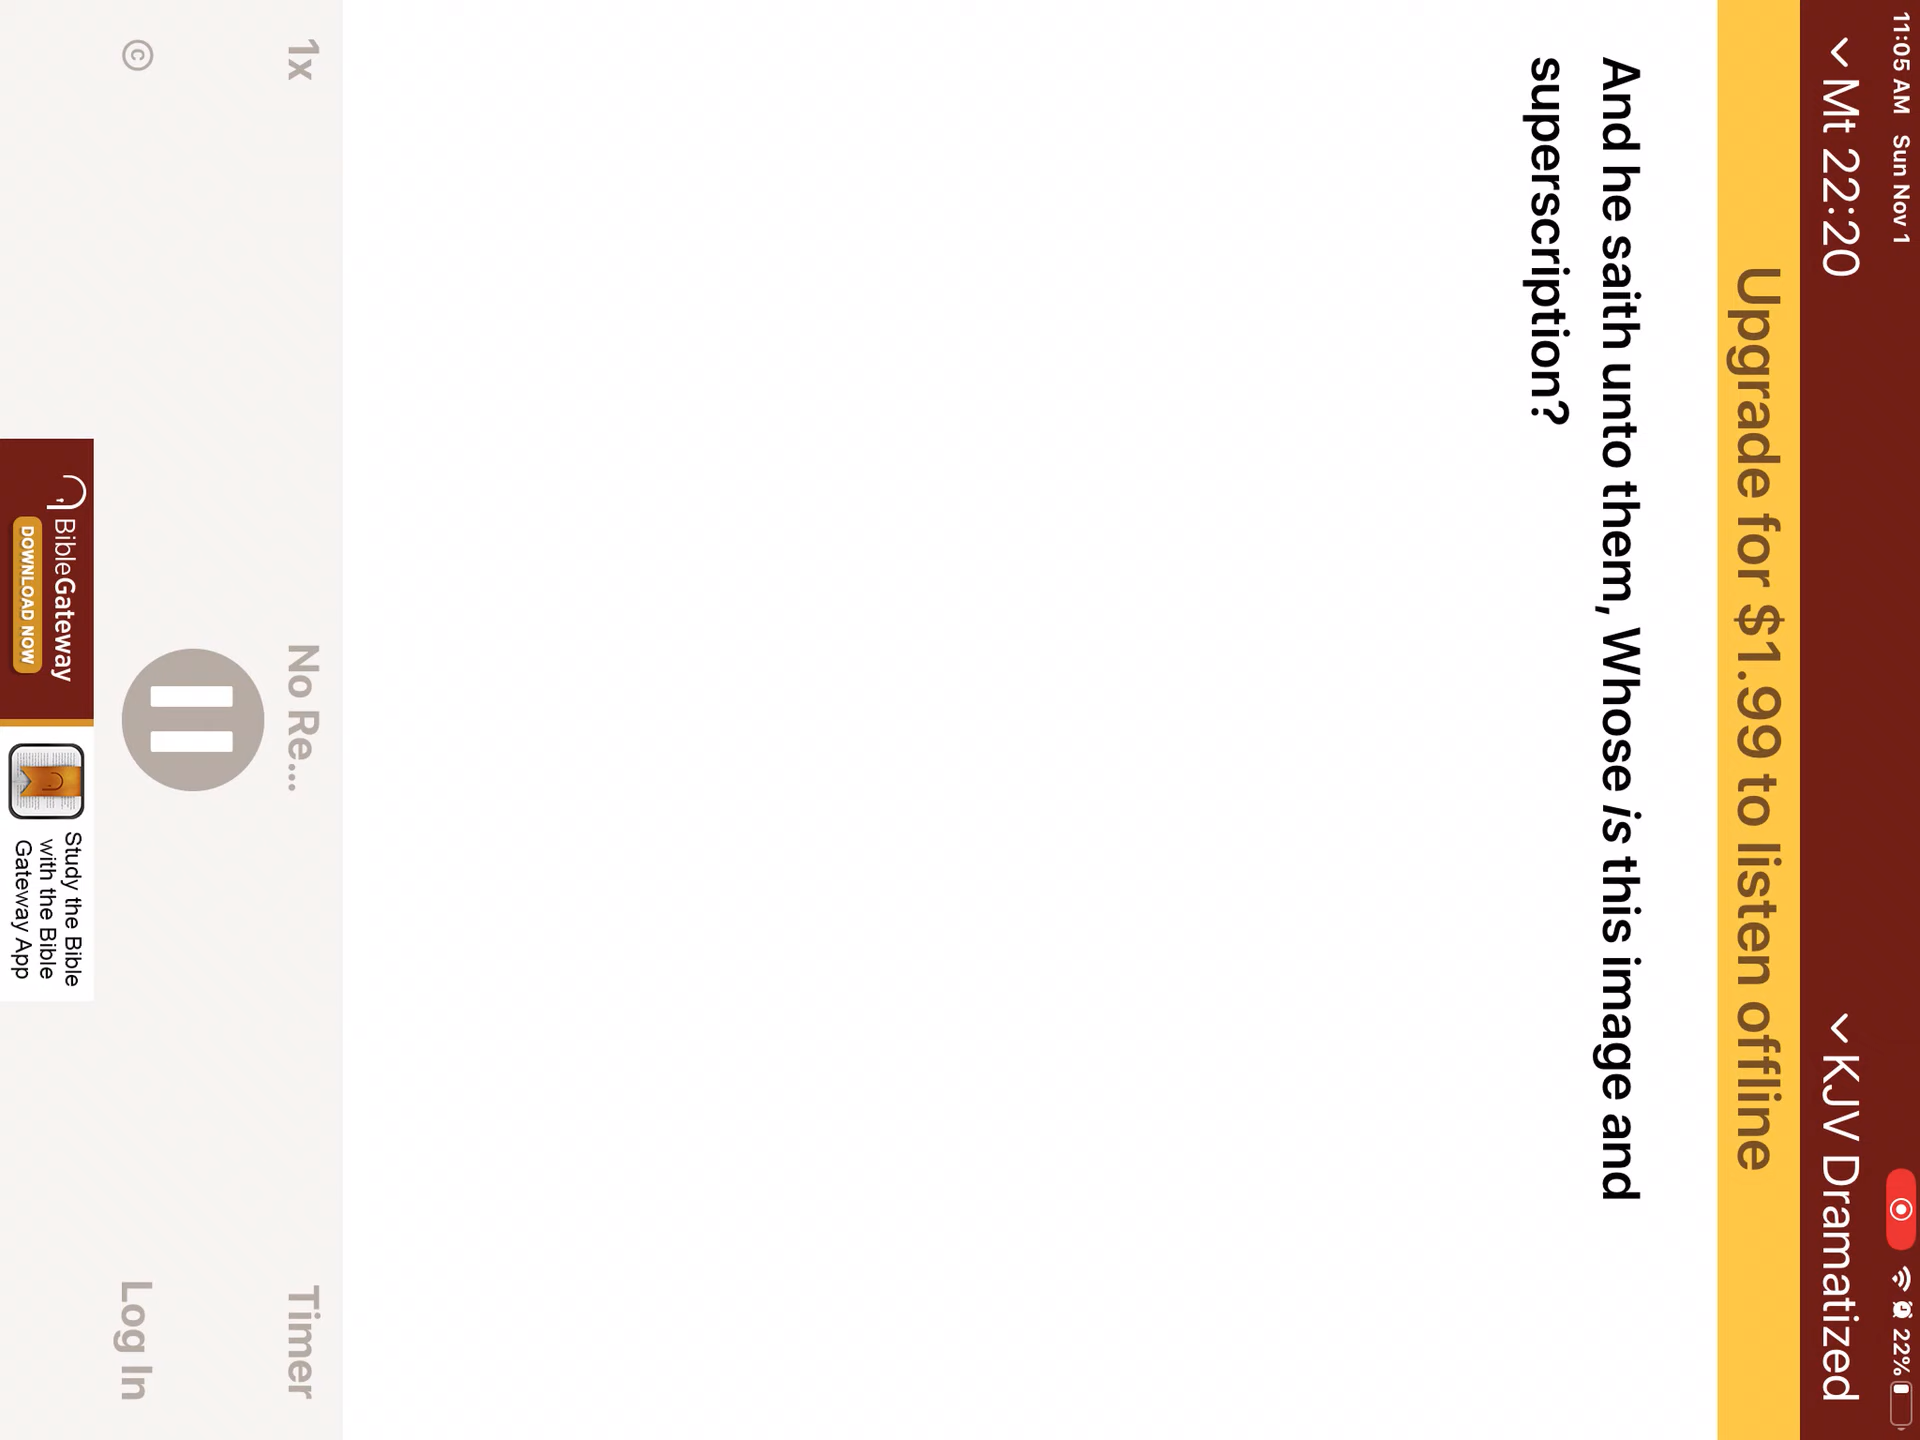 11:05 AM Sun Nov 1
22%
Mt 22:20
KJV Dramatized
Upgrade for $1.99 to listen offline
And he saith unto them, Whose is this image and
superscription?
1x
No Re...
Timer
©
Log In
BibleGateway
DOWNLOAD NOW
Study the Bible
with the Bible
Gateway App